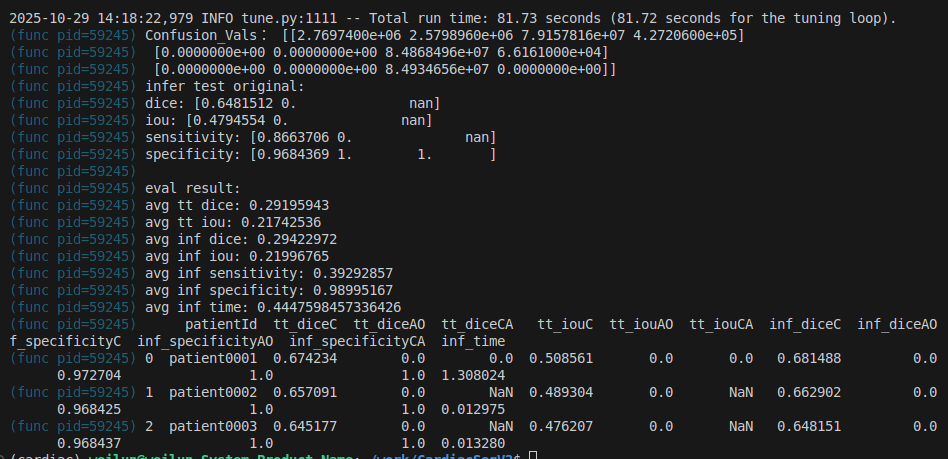 2025-10-29 14:18:22,979 INFO tune.py:1111 -- Total run time: 81.73 seconds (81.72 seconds for the tuning loop).
(func pid=59245) Confusion_Vals: [[2.7697400e+06 2.5798960e+06 7.9157816e+07 4.2720600e+05]
(func pid=59245)  [0.0000000e+00 0.0000000e+00 8.4868496e+07 6.6161000e+04]
(func pid=59245)  [0.0000000e+00 0.0000000e+00 8.4934656e+07 0.0000000e+00]]
(func pid=59245) infer test original:
(func pid=59245) dice: [0.6481512 0.              nan]
(func pid=59245) iou: [0.4794554 0.              nan]
(func pid=59245) sensitivity: [0.8663706 0.              nan]
(func pid=59245) specificity: [0.9684369 1.        1.       ]
(func pid=59245)
(func pid=59245) eval result:
(func pid=59245) avg tt dice: 0.29195943
(func pid=59245) avg tt iou: 0.21742536
(func pid=59245) avg inf dice: 0.29422972
(func pid=59245) avg inf iou: 0.21996765
(func pid=59245) avg inf sensitivity: 0.39292857
(func pid=59245) avg inf specificity: 0.98995167
(func pid=59245) avg inf time: 0.4447598457336426
(func pid=59245)      patientId  tt_diceC  tt_diceAO  tt_diceCA   tt_iouC  tt_iouAO  tt_iouCA  inf_diceC  inf_diceAO
f_specificityC  inf_specificityAO  inf_specificityCA  inf_time
(func pid=59245) 0  patient0001  0.674234        0.0        0.0  0.508561       0.0       0.0   0.681488         0.0
      0.972704                1.0                1.0  1.308024
(func pid=59245) 1  patient0002  0.657091        0.0        NaN  0.489304       0.0       NaN   0.662902         0.0
      0.968425                1.0                1.0  0.012975
(func pid=59245) 2  patient0003  0.645177        0.0        NaN  0.476207       0.0       NaN   0.648151         0.0
      0.968437                1.0                1.0  0.013280